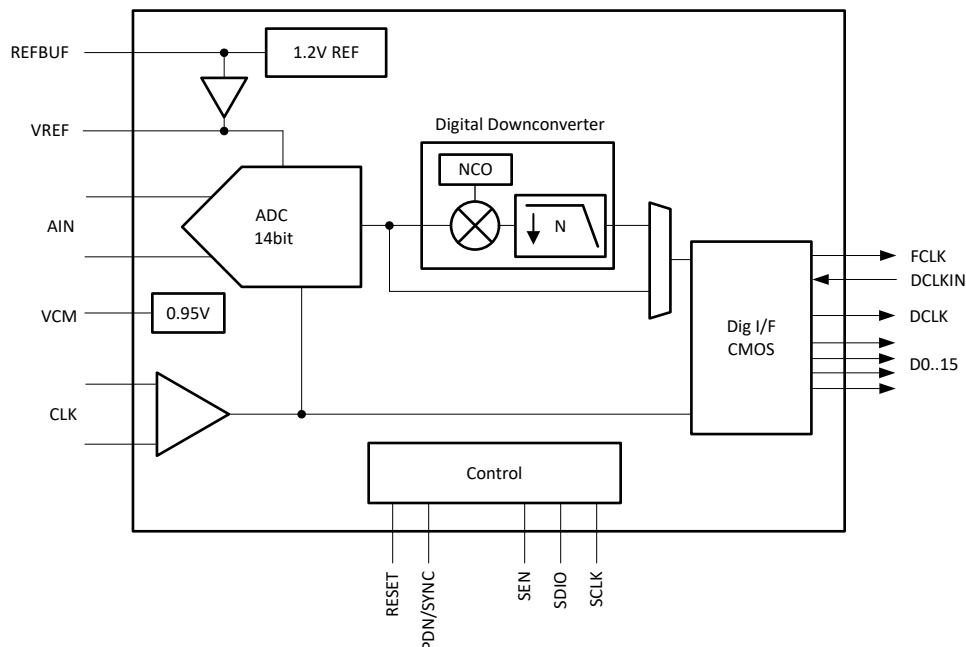 REFBUF
1.2V REF
VREF
Digital Downconverter
NCO
ADC
14bit
N
AIN
FCLK
DCLKIN
VCM
0.95V
Dig I/F
CMOS
DCLK
D0..15
CLK
Control
RESET
PDN/SYNC
SEN
SDIO
SCLK